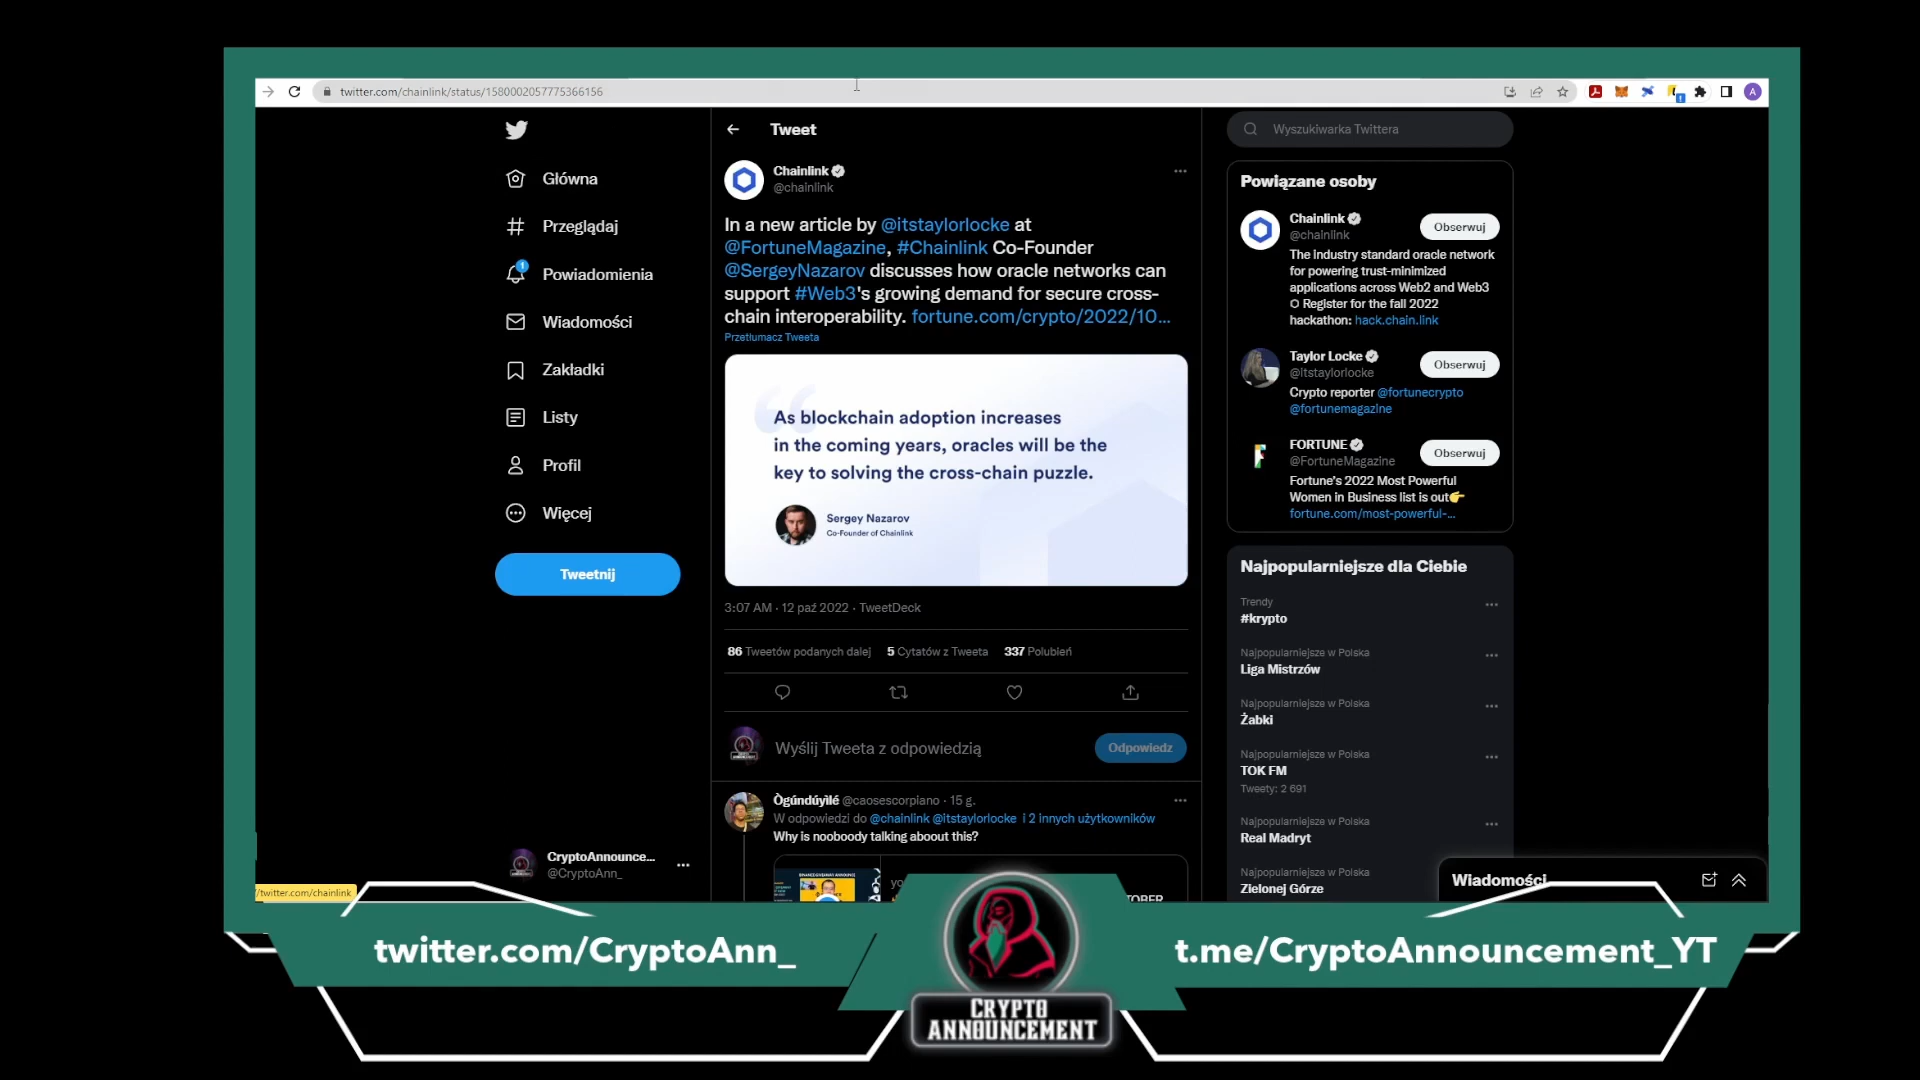 twitter.com/chainlink/status/1580002057775366156
Główna
Przeglądaj
1
Powiadomienia
Wiadomości
Zakładki
Listy
Profil
Więcej
Tweetnij
CryptoAnnounce...
@CryptoAnn_
/twitter.com/chainlink
Tweet
Chainlink
@chainlink
In a new article by @itstaylorlocke at
@FortuneMagazine, #Chainlink Co-Founder
@SergeyNazarov discusses how oracle networks can
support #Web3's growing demand for secure cross-
chain interoperability. fortune.com/crypto/2022/10...
Przetłumacz Tweeta
As blockchain adoption increases
in the coming years, oracles will be the
key to solving the cross-chain puzzle.
Sergey Nazarov
Co-Founder of Chainlink
3:07 AM · 12 paź 2022 · TweetDeck
86 Tweetów podanych dalej 5 Cytatów z Tweeta 337 Polubień
Wyślij Tweeta z odpowiedzią
Odpowiedz
Ògúndúyìlé @caosescorpiano · 15 g.
W odpowiedzi do @chainlink @itstaylorlocke i 2 innych użytkowników
Why is nooboody talking aboout this?
Wyszukiwarka Twittera
A
Powiązane osoby
Chainlink
@chainlink
Obserwuj
The industry standard oracle network
for powering trust-minimized
applications across Web2 and Web3
⬡ Register for the fall 2022
hackathon: hack.chain.link
Taylor Locke
@itstaylorlocke
Obserwuj
Crypto reporter @fortunecrypto
@fortunemagazine
FORTUNE
@FortuneMagazine
Obserwuj
Fortune's 2022 Most Powerful
Women in Business list is out👉
fortune.com/most-powerful-...
Najpopularniejsze dla Ciebie
Trendy
#krypto
Najpopularniejsze w Polska
Liga Mistrzów
Najpopularniejsze w Polska
Żabki
Najpopularniejsze w Polska
TOK FM
Tweety: 2 691
Najpopularniejsze w Polska
Real Madryt
Najpopularniejsze w Polska
Zielonej Górze
Wiadomości
twitter.com/CryptoAnn_
CRYPTO
ANNOUNCEMENT
t.me/CryptoAnnouncement_YT